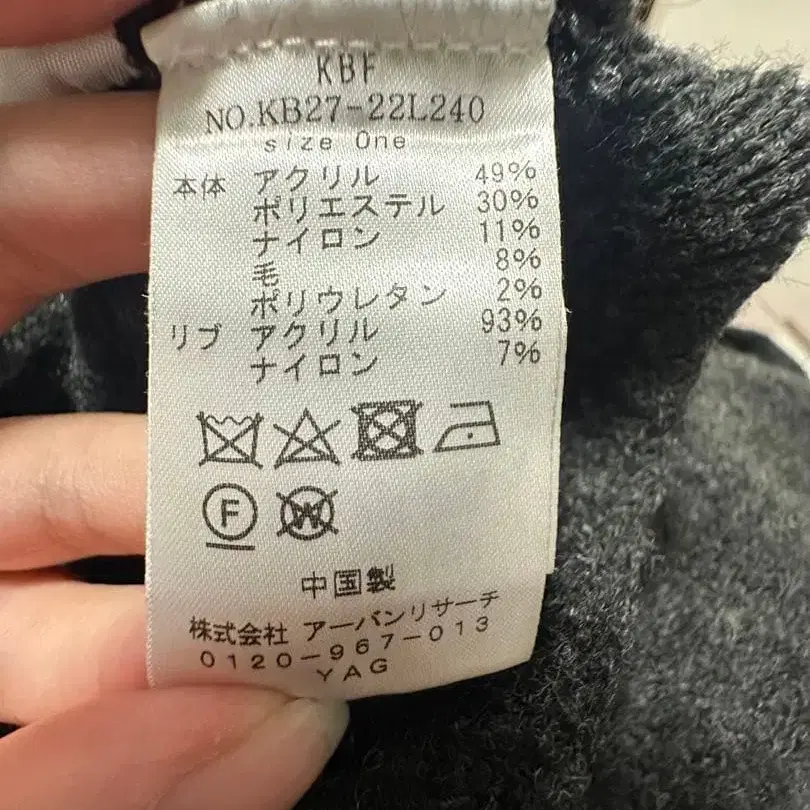 KBF
NO.KB27-22L240
size One
本体 アクリル 49%
ポリエステル 30%
ナイロン 11%
毛 8%
ポリウレタン 2%
リブ アクリル 93%
ナイロン 7%
F W
中国製
株式会社 アーバンリサーチ
0120-967-013
YAG